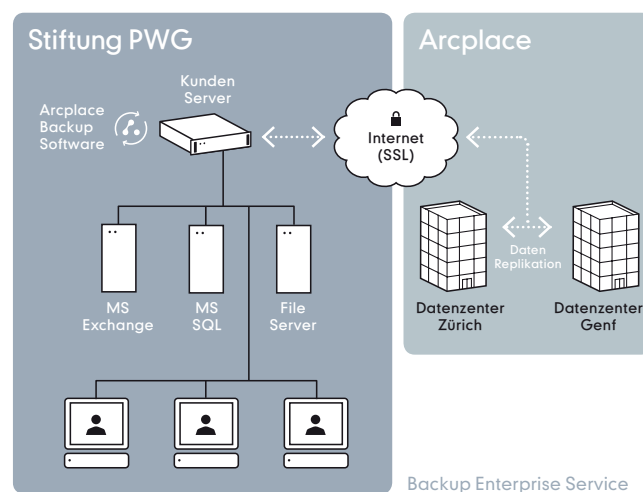 Stiftung PWG
Arcplace
Kunden
Server
Arcplace
Backup
Software
Internet
(SSL)
MS
Exchange
MS
SQL
File
Server
Daten
Replikation
Datenzenter
Zürich
Datenzenter
Genf
Backup Enterprise Service